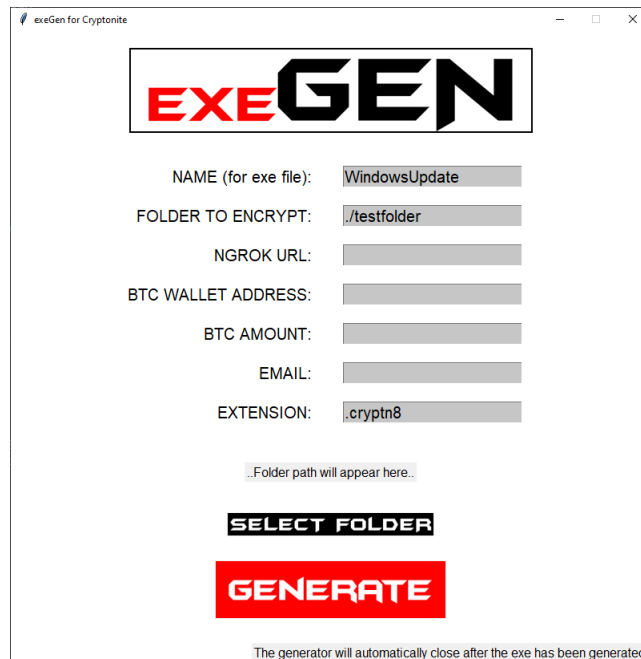 exeGen for Cryptonite
EXEGEN
NAME (for exe file): WindowsUpdate
FOLDER TO ENCRYPT: ./testfolder
NGROK URL:
BTC WALLET ADDRESS:
BTC AMOUNT:
EMAIL:
EXTENSION: .cryptn8
..Folder path will appear here..
SELECT FOLDER
GENERATE
The generator will automatically close after the exe has been generated